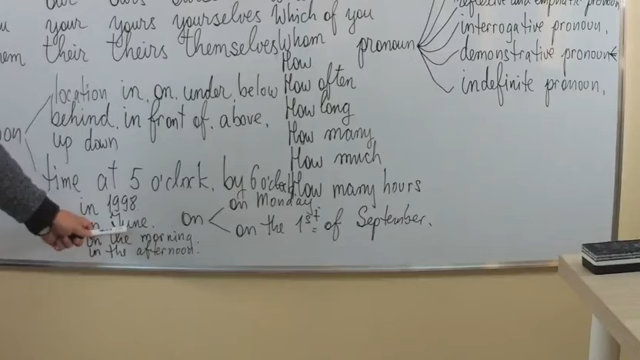 your yours yourselves Which of you
their theirs themselves Whom
pronoun
reflexive and emphatic pronoun
interrogative pronoun,
demonstrative pronoun
indefinite pronoun,
How
location in. on. under. below How often
behind. in front of. above. How long
up down How many
How much
time at 5 o'clock. by 6 o'clock How many hours
in 1998
on < on Monday.
on the 1st of September.
June.
the morning.
in the afternoon.